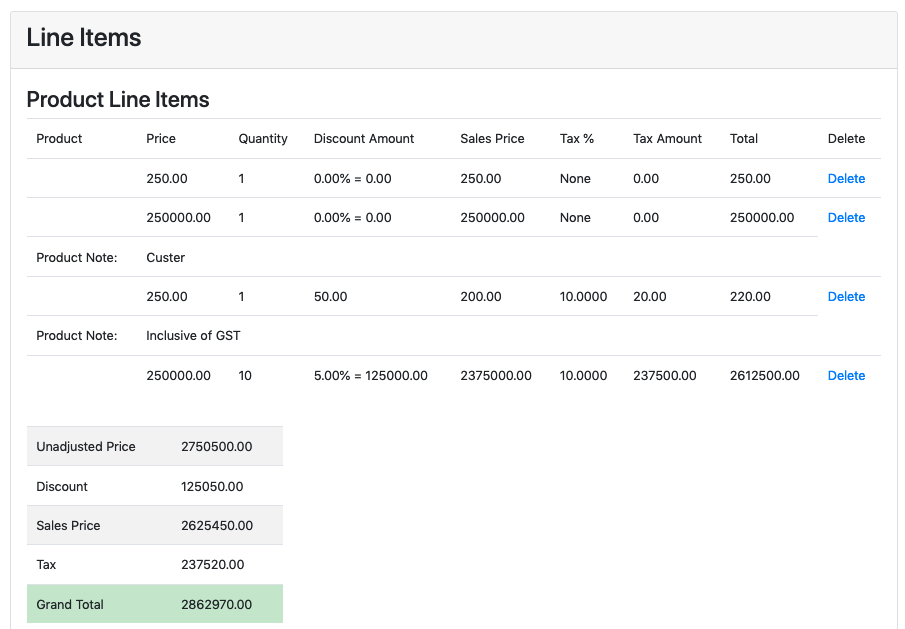 Line Items
Product Line Items
Product Price Quantity Discount Amount Sales Price Tax % Tax Amount Total Delete
250.00 1 0.00% = 0.00 250.00 None 0.00 250.00 Delete
250000.00 1 0.00% = 0.00 250000.00 None 0.00 250000.00 Delete
Product Note: Custer
250.00 1 50.00 200.00 10.0000 20.00 220.00 Delete
Product Note: Inclusive of GST
250000.00 10 5.00% = 125000.00 2375000.00 10.0000 237500.00 2612500.00 Delete
Unadjusted Price 2750500.00
Discount 125050.00
Sales Price 2625450.00
Tax 237520.00
Grand Total 2862970.00